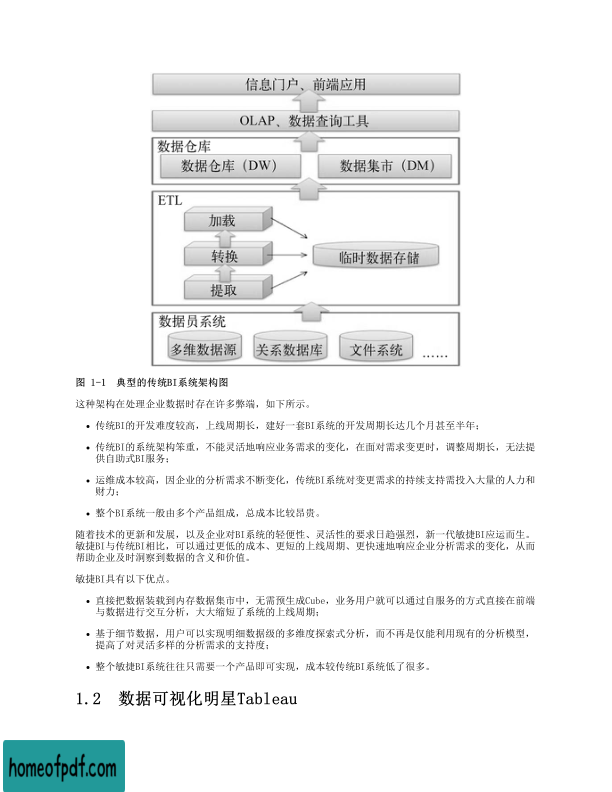 信息门户、前端应用
OLAP、数据查询工具
数据仓库
数据仓库（DW）
数据集市（DM）
ETL
加载
转换
临时数据存储
提取
数据员系统
多维数据源
关系数据库
文件系统
……
图 1-1 典型的传统BI系统架构图
这种架构在处理企业数据时存在许多弊端，如下所示。
• 传统BI的开发难度较高，上线周期长，建好一套BI系统的开发周期长达几个月甚至半年；
• 传统BI的系统架构笨重，不能灵活地响应业务需求的变化，在面对需求变更时，调整周期长，无法提
供自助式BI服务；
• 运维成本较高，因企业的分析需求不断变化，传统BI系统对变更需求的持续支持需投入大量的人力和
财力；
• 整个BI系统一般由多个产品组成，总成本比较昂贵。
随着技术的更新和发展，以及企业对BI系统的轻便性、灵活性的要求日趋强烈，新一代敏捷BI应运而生。
敏捷BI与传统BI相比，可以通过更低的成本、更短的上线周期、更快速地响应企业分析需求的变化，从而
帮助企业及时洞察到数据的含义和价值。
敏捷BI具有以下优点。
• 直接把数据装载到内存数据集市中，无需预生成Cube，业务用户就可以通过自服务的方式直接在前端
与数据进行交互分析，大大缩短了系统的上线周期；
• 基于细节数据，用户可以实现明细数据级的多维度探索式分析，而不再是仅能利用现有的分析模型，
提高了对灵活多样的分析需求的支持度；
• 整个敏捷BI系统往往只需要一个产品即可实现，成本较传统BI系统低了很多。
1.2 数据可视化明星Tableau
homeofpdf.com